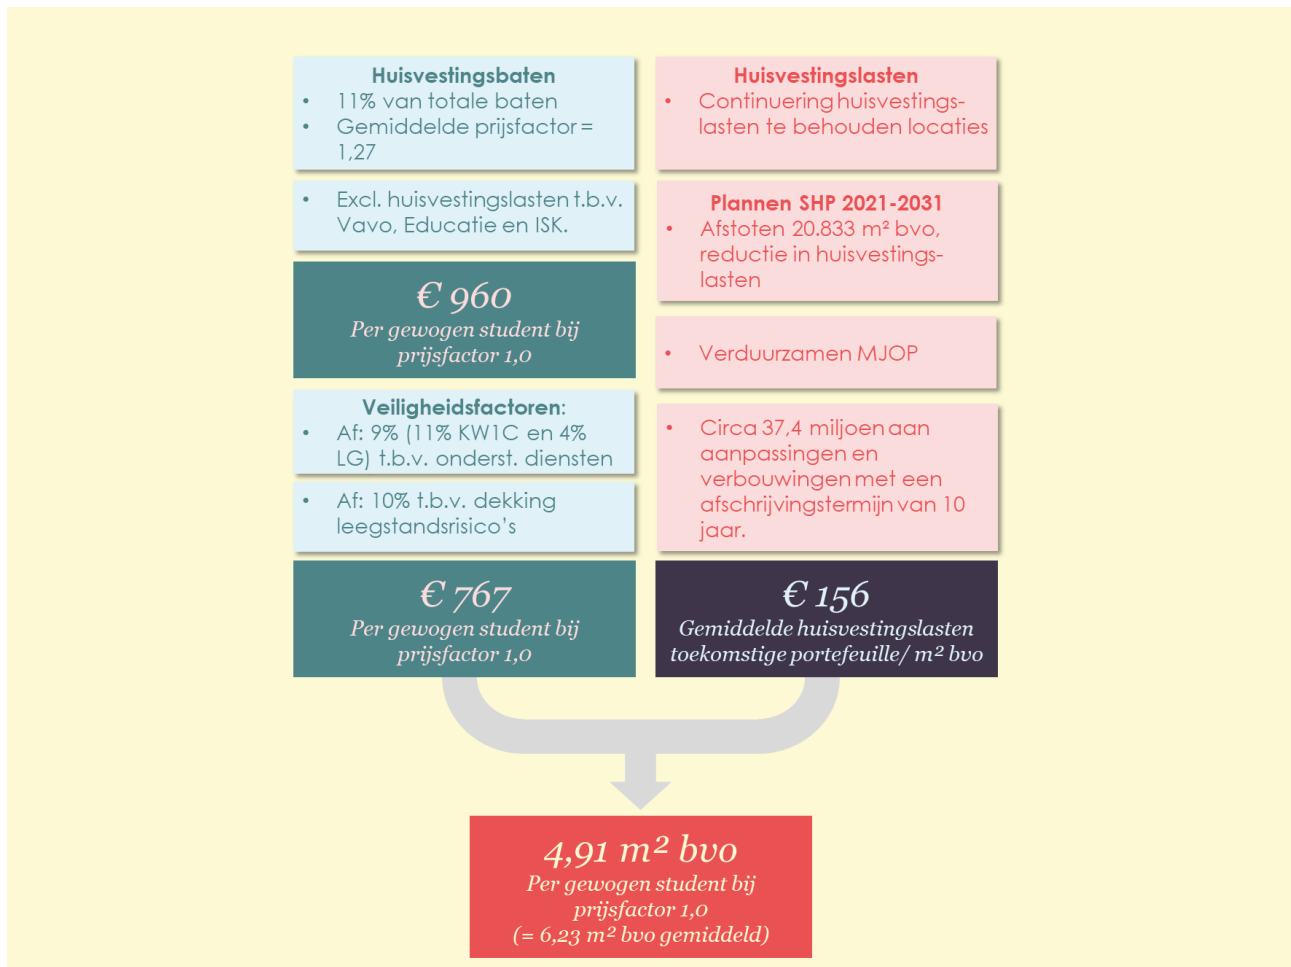 Huisvestingsbaten
• 11% van totale baten
• Gemiddelde prijsfactor =
1,27
• Excl. huisvestingslasten t.b.v.
Vavo, Educatie en ISK.
€ 960
Per gewogen student bij
prijsfactor 1,0
Veiligheidsfactoren:
• Af: 9% (11% KW1C en 4%
LG) t.b.v. onderst. diensten
• Af: 10% t.b.v. dekking
leegstandsrisico's
€ 767
Per gewogen student bij
prijsfactor 1,0
Huisvestingslasten
• Continuering huisvestings-
lasten te behouden locaties
Plannen SHP 2021-2031
• Afstoten 20.833 m² bvo,
reductie in huisvestings-
lasten
• Verduurzamen MJOP
• Circa 37,4 miljoen aan
aanpassingen en
verbouwingen met een
afschrijvingstermijn van 10
jaar.
€ 156
Gemiddelde huisvestingslasten
toekomstige portefeuille/ m² bvo
4,91 m² bvo
Per gewogen student bij
prijsfactor 1,0
(= 6,23 m² bvo gemiddeld)